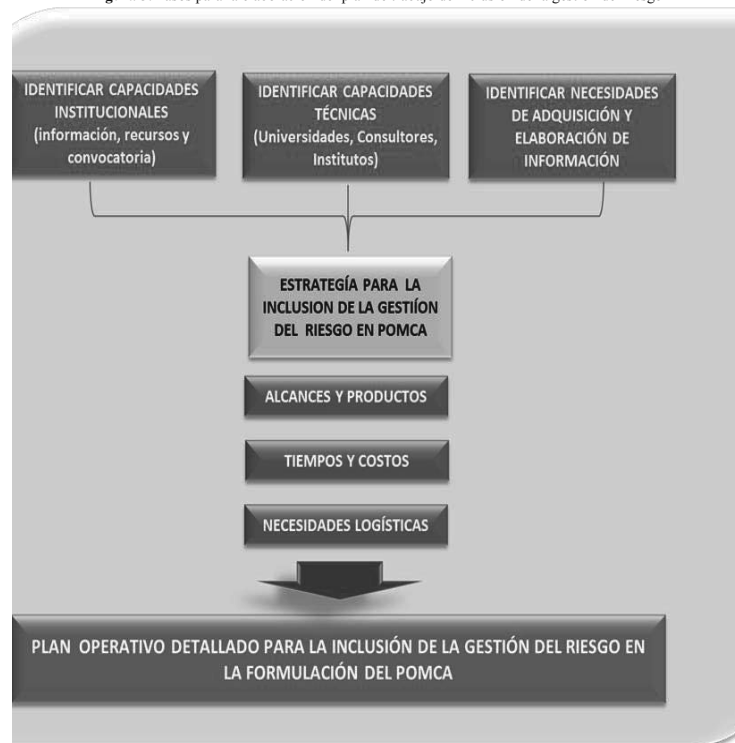 IDENTIFICAR CAPACIDADES
INSTITUCIONALES
(información, recursos y
convocatoria)
IDENTIFICAR CAPACIDADES
TÉCNICAS
(Universidades, Consultores,
Institutos)
IDENTIFICAR NECESIDADES
DE ADQUISICIÓN Y
ELABORACIÓN DE
INFORMACIÓN
ESTRATEGÍA PARA LA
INCLUSION DE LA GESTIÍON
DEL RIESGO EN POMCA
ALCANCES Y PRODUCTOS
TIEMPOS Y COSTOS
NECESIDADES LOGÍSTICAS
PLAN OPERATIVO DETALLADO PARA LA INCLUSIÓN DE LA GESTIÓN DEL RIESGO EN
LA FORMULACIÓN DEL POMCA